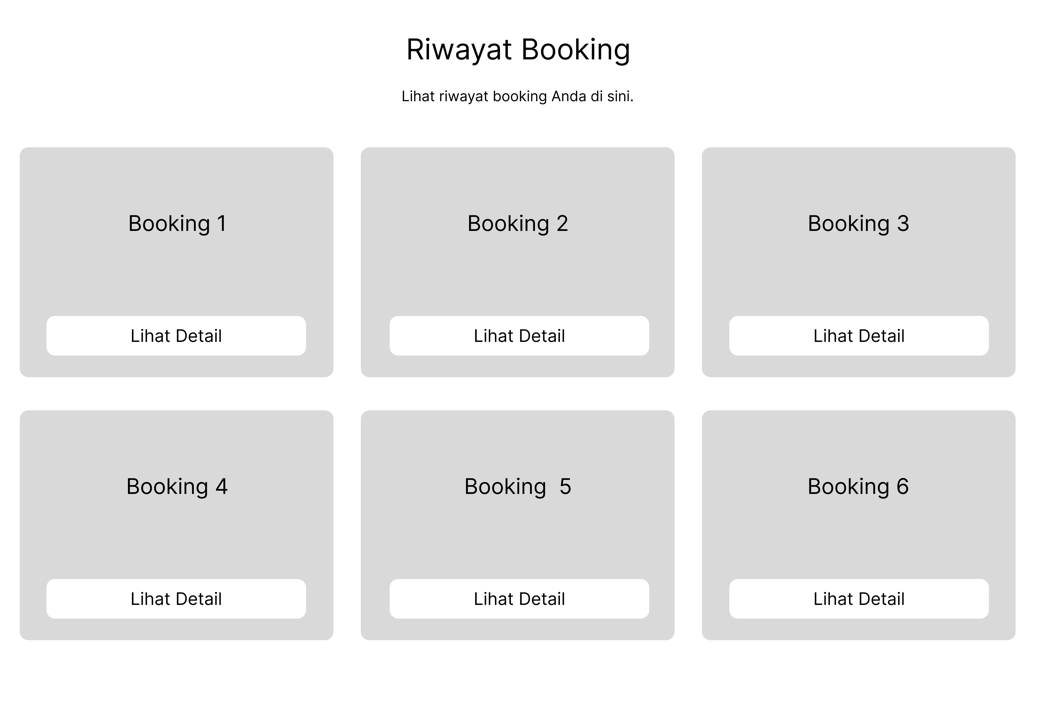 Riwayat Booking
Lihat riwayat booking Anda di sini.
Booking 1
Booking 2
Booking 3
Lihat Detail
Lihat Detail
Lihat Detail
Booking 4
Booking  5
Booking 6
Lihat Detail
Lihat Detail
Lihat Detail